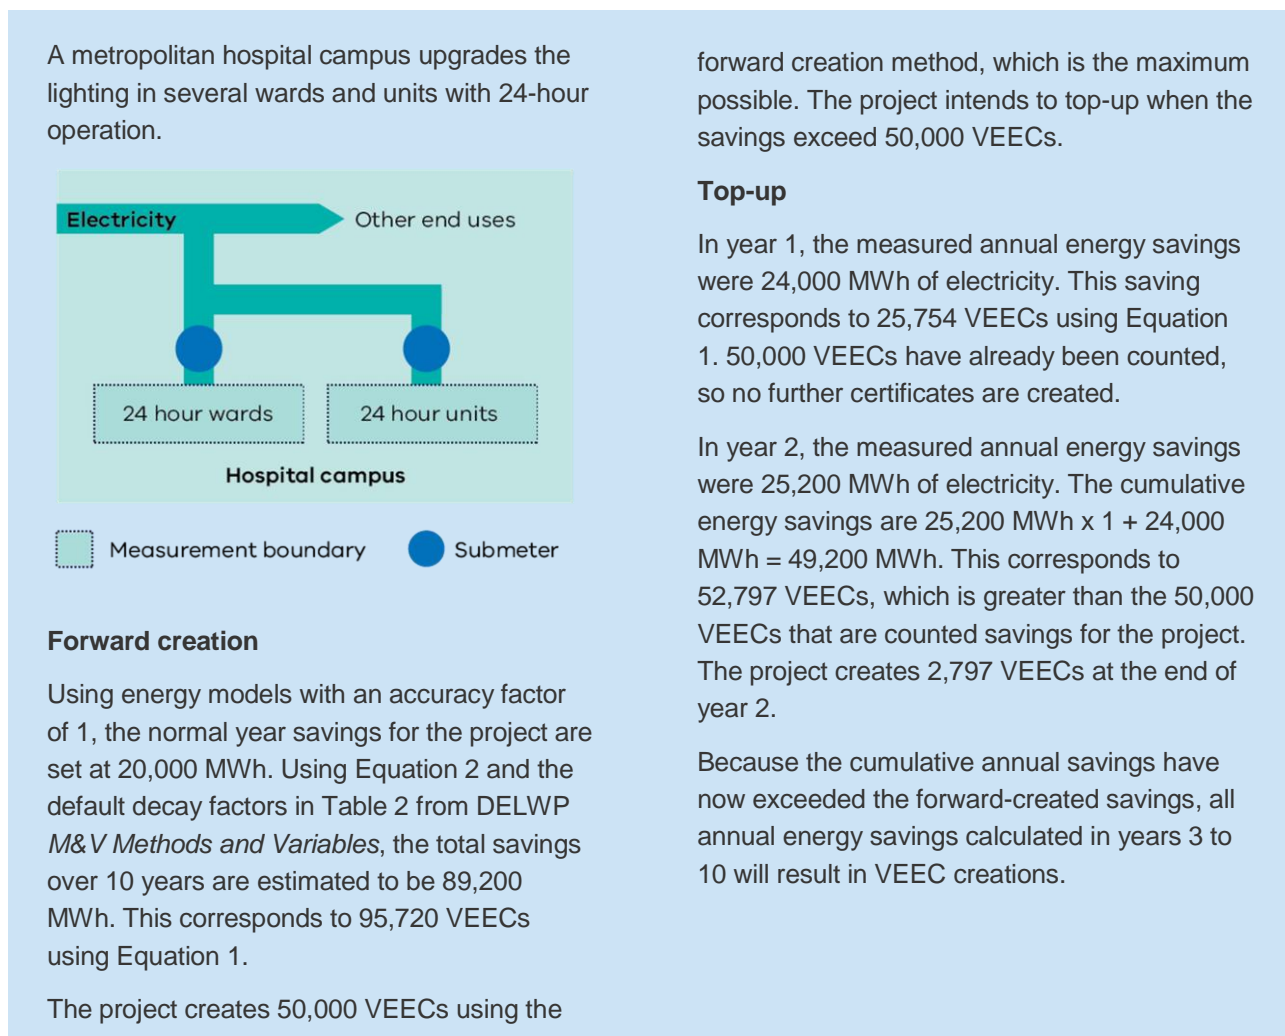 A metropolitan hospital campus upgrades the
lighting in several wards and units with 24-hour
operation.
Electricity
Other end uses
24 hour wards
24 hour units
Hospital campus
Measurement boundary
Submeter
Forward creation
Using energy models with an accuracy factor
of 1, the normal year savings for the project are
set at 20,000 MWh. Using Equation 2 and the
default decay factors in Table 2 from DELWP
M&V Methods and Variables, the total savings
over 10 years are estimated to be 89,200
MWh. This corresponds to 95,720 VEECs
using Equation 1.
The project creates 50,000 VEECs using the
forward creation method, which is the maximum
possible. The project intends to top-up when the
savings exceed 50,000 VEECs.
Top-up
In year 1, the measured annual energy savings
were 24,000 MWh of electricity. This saving
corresponds to 25,754 VEECs using Equation
1. 50,000 VEECs have already been counted,
so no further certificates are created.
In year 2, the measured annual energy savings
were 25,200 MWh of electricity. The cumulative
energy savings are 25,200 MWh x 1 + 24,000
MWh = 49,200 MWh. This corresponds to
52,797 VEECs, which is greater than the 50,000
VEECs that are counted savings for the project.
The project creates 2,797 VEECs at the end of
year 2.
Because the cumulative annual savings have
now exceeded the forward-created savings, all
annual energy savings calculated in years 3 to
10 will result in VEEC creations.